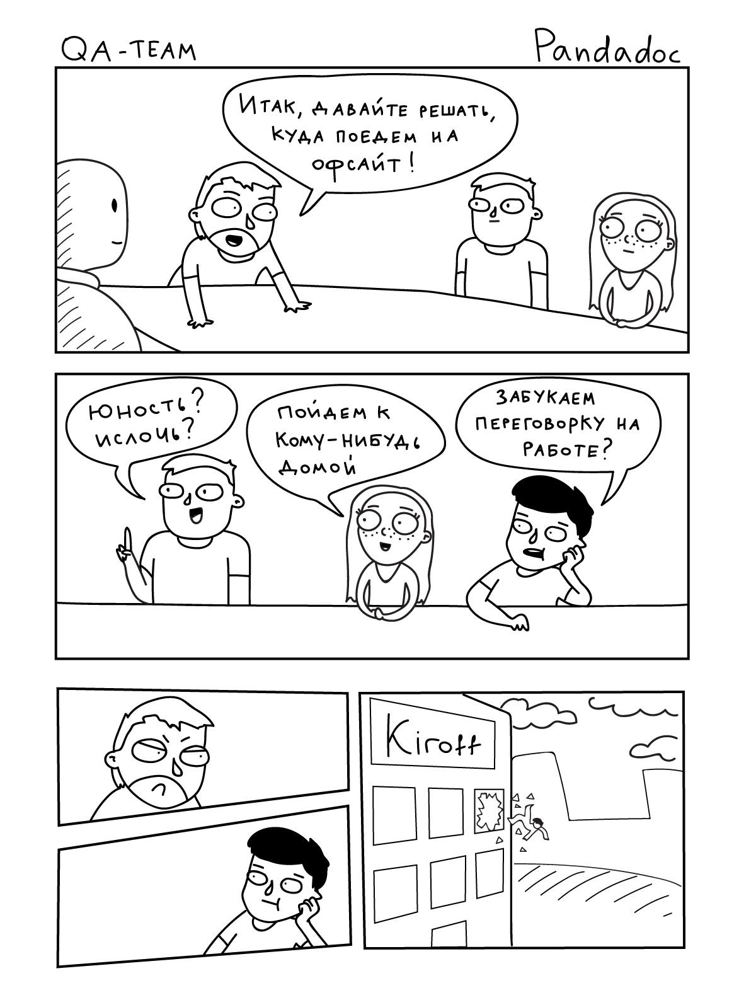 QA-TEAM
Pandadoc
Итак, давайте решать,
куда поедем на
офсайт!
Юность?
Ислочь?
Пойдем к
кому-нибудь
домой
Забукаем
переговорку на
работе?
Kiroff